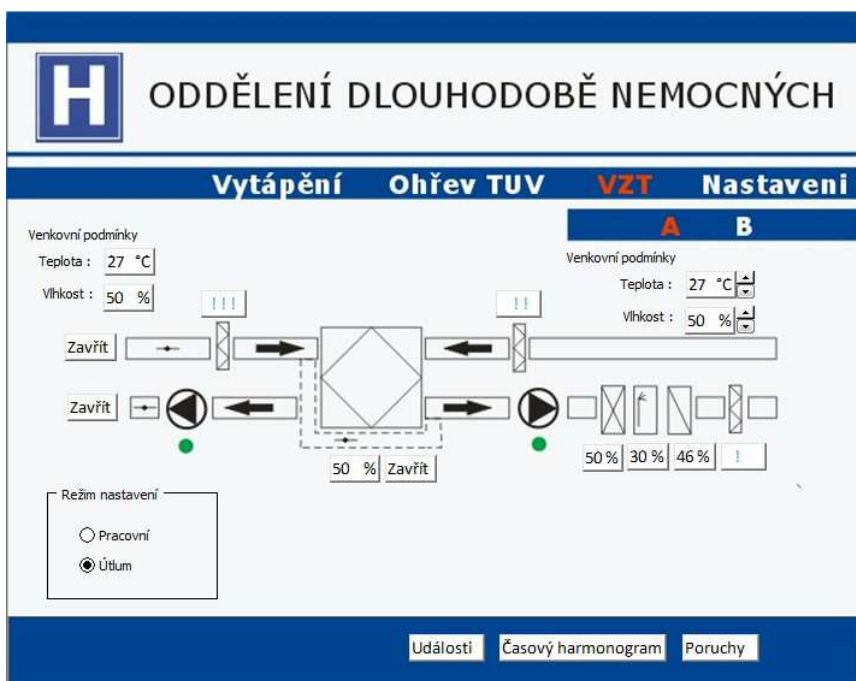 H
ODDĚLENÍ DLOUHODOBĚ NEMOCNÝCH
Vytápění Ohřev TUV VZT Nastaveni
A B
Venkovní podmínky
Teplota : 27 °C
Vlhkost : 50 %
Venkovní podmínky
Teplota : 27 °C
Vlhkost : 50 %
!!!
!!
Zavřít
Zavřít
50 % Zavřít
50 % 30 % 46 % !
Režim nastavení
Pracovní
Útlum
Události Časový harmonogram Poruchy